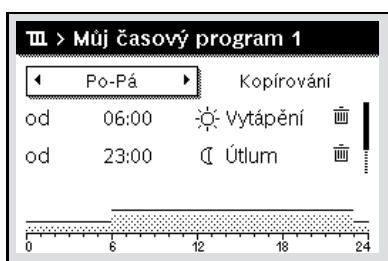 > Můj časový program 1
Po-Pá Kopírování
od 06:00 Vytápění
od 23:00 Útlum
0 6 12 18 24